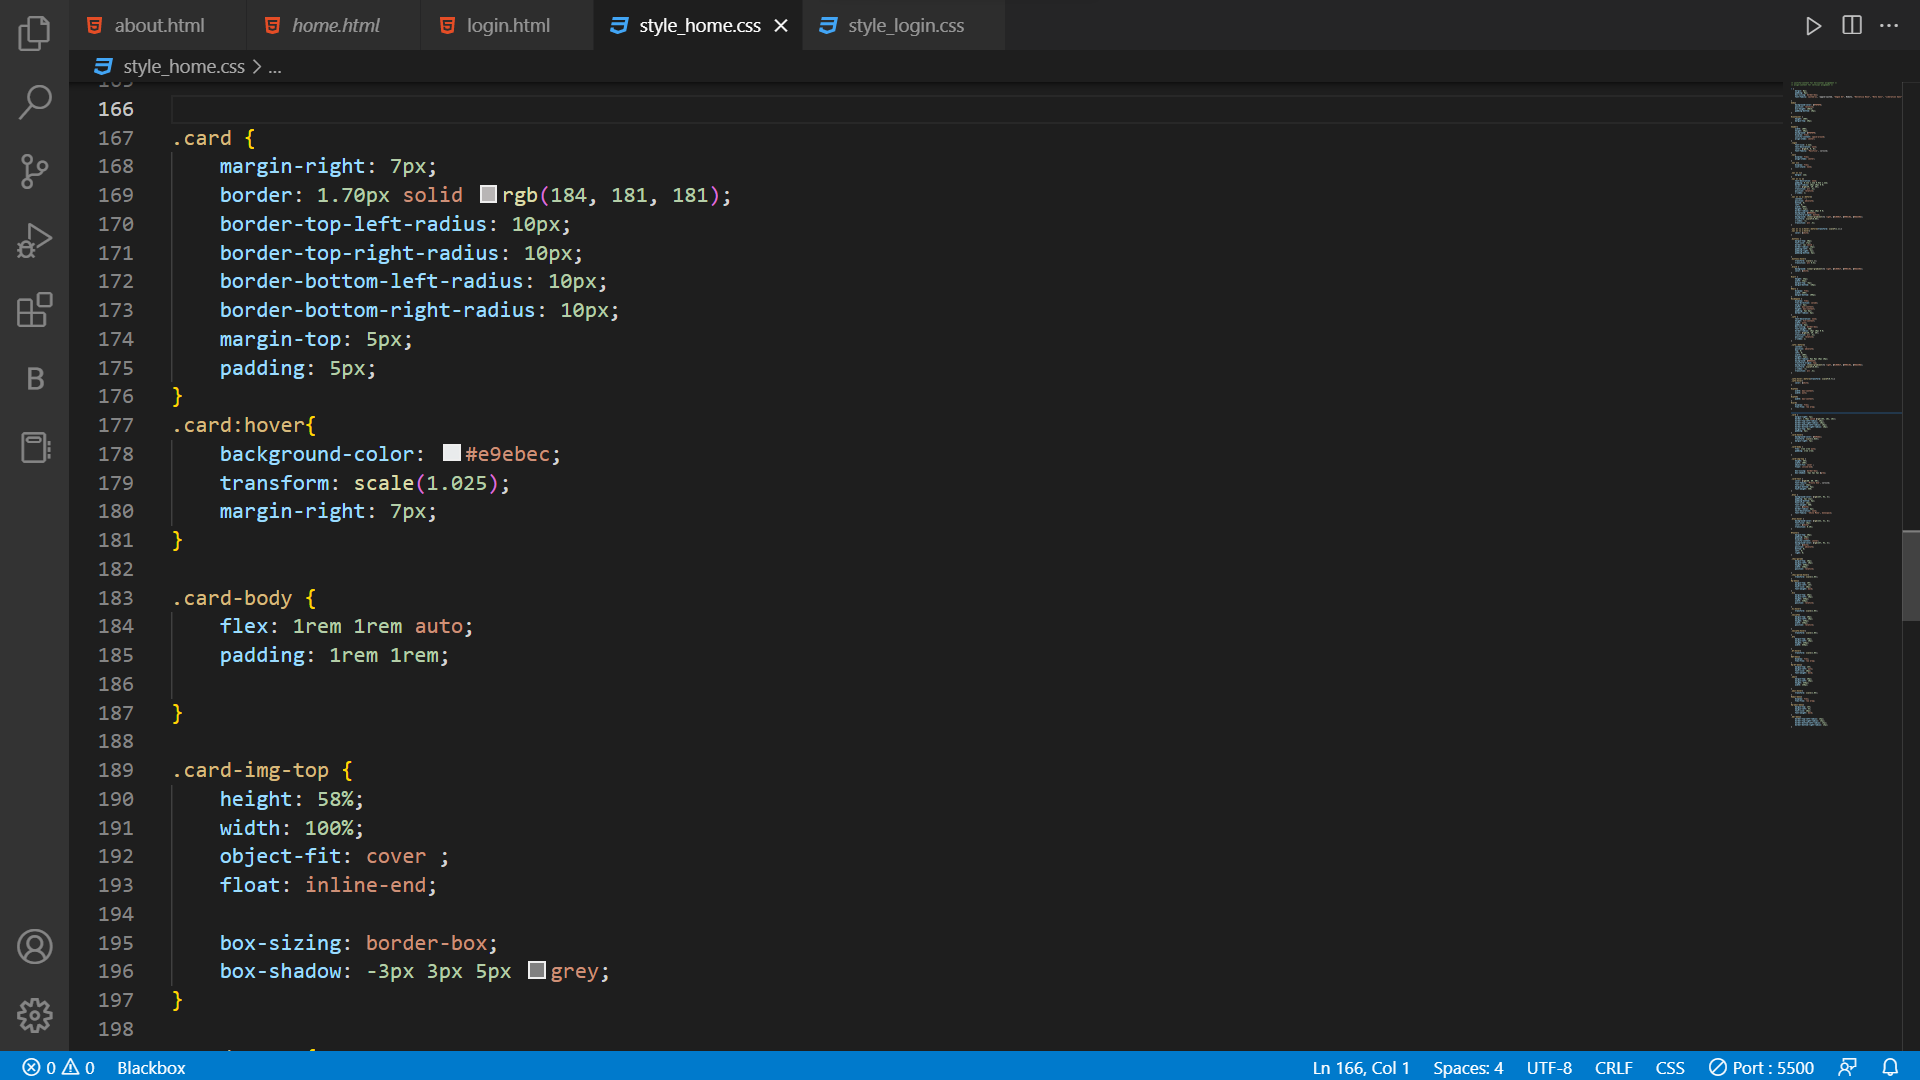 about.html home.html login.html style_home.css style_login.css
style_home.css > ...
166
167 .card {
168 margin-right: 7px;
169 border: 1.70px solid rgb(184, 181, 181);
170 border-top-left-radius: 10px;
171 border-top-right-radius: 10px;
172 border-bottom-left-radius: 10px;
173 border-bottom-right-radius: 10px;
174 margin-top: 5px;
175 padding: 5px;
176 }
177 .card:hover{
178 background-color: #e9ebec;
179 transform: scale(1.025);
180 margin-right: 7px;
181 }
182
183 .card-body {
184 flex: 1rem 1rem auto;
185 padding: 1rem 1rem;
186
187 }
188
189 .card-img-top {
190 height: 58%;
191 width: 100%;
192 object-fit: cover ;
193 float: inline-end;
194
195 box-sizing: border-box;
196 box-shadow: -3px 3px 5px grey;
197 }
198
B
0 0 Blackbox Ln 166, Col 1 Spaces: 4 UTF-8 CRLF CSS Port : 5500